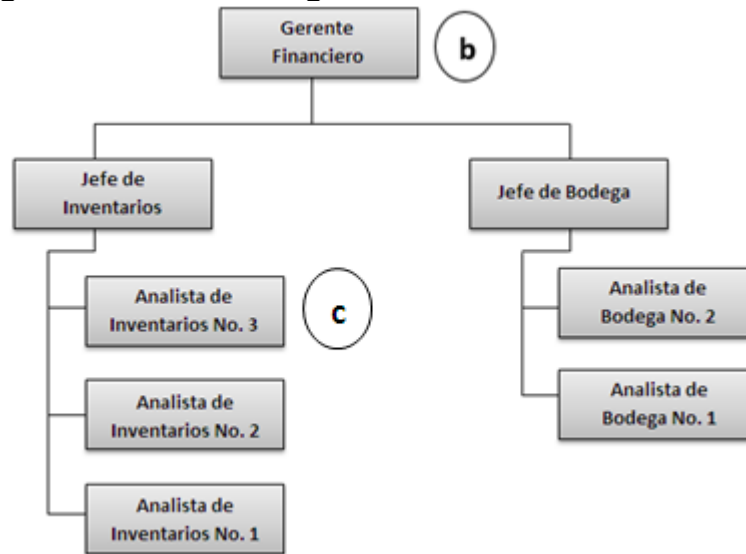 Gerente
Financiero
b
Jefe de
Inventarios
Jefe de Bodega
Analista de
Inventarios No. 3
c
Analista de
Bodega No. 2
Analista de
Inventarios No. 2
Analista de
Bodega No. 1
Analista de
Inventarios No. 1